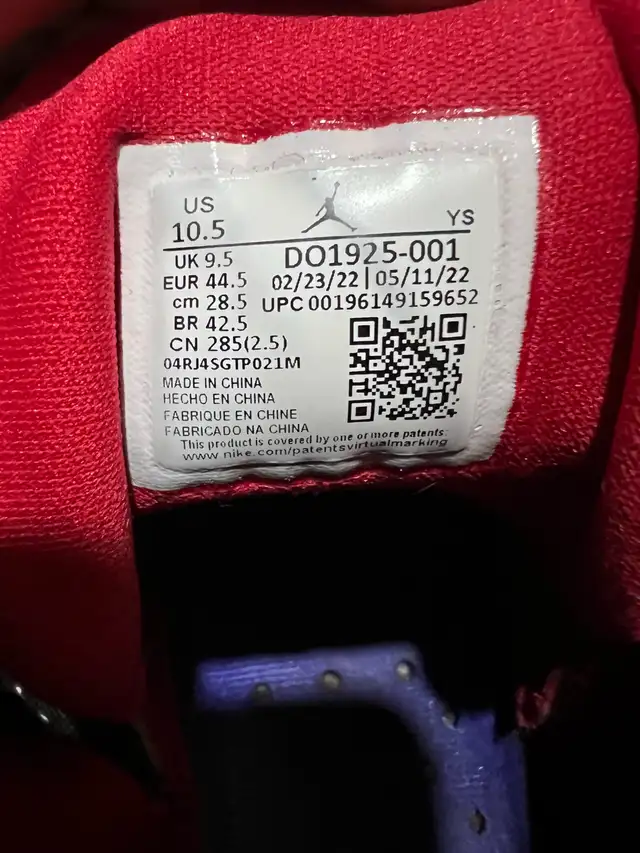 US
10.5
YS
UK 9.5
DO1925-001
EUR 44.5
02/23/22 | 05/11/22
cm 28.5
UPC 00196149159652
BR 42.5
CN 285(2.5)
04RJ4SGTP021M
MADE IN CHINA
HECHO EN CHINA
FABRIQUE EN CHINE
FABRICADO NA CHINA
This product is covered by one or more patents:
www.nike.com/patentsvirtualmarking